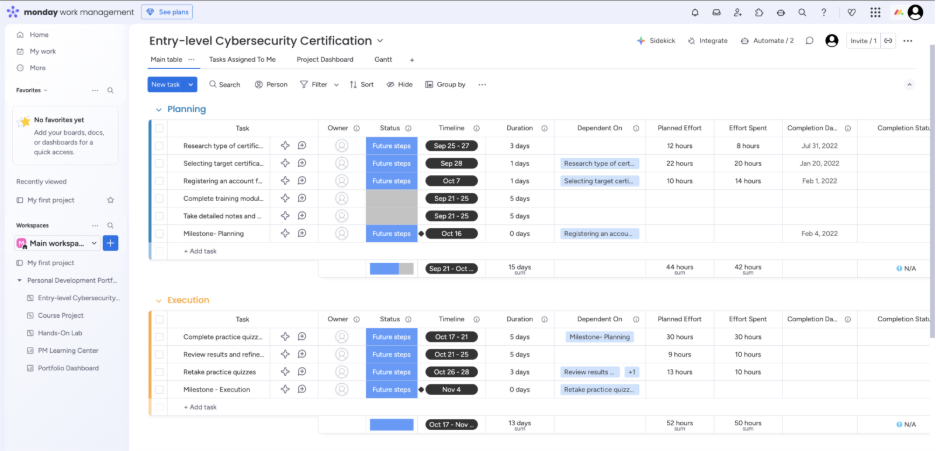 monday work management See plans
Home
My work
More
Favorites
No favorites yet
Add your boards, docs,
or dashboards for a
quick access.
Recently viewed
My first project
Workspaces
Main workspa...
My first project
Personal Development Portf...
Entry-level Cybersecurity...
Course Project
Hands-On Lab
PM Learning Center
Portfolio Dashboard
Entry-level Cybersecurity Certification
Sidekick Integrate Automate / 2 Invite / 1
Main table Tasks Assigned To Me Project Dashboard Gantt +
New task Search Person Filter Sort Hide Group by
Planning
Task Owner Status Timeline Duration Dependent On Planned Effort Effort Spent Completion Da... Completion Statu
Research type of certific... Future steps Sep 25 - 27 3 days 12 hours 8 hours Jul 31, 2022
Selecting target certifica... Future steps Sep 28 1 days Research type of cert... 22 hours 20 hours Jan 20, 2022
Registering an account f... Future steps Oct 7 1 days Selecting target certi... 10 hours 14 hours Feb 1, 2022
Complete training modul... Sep 21 - 25 5 days
Take detailed notes and ... Sep 21 - 25 5 days
Milestone- Planning Future steps Oct 16 0 days Registering an accou... Feb 4, 2022
+ Add task
Sep 21 - Oct ... 15 days sum 44 hours sum 42 hours sum N/A
Execution
Task Owner Status Timeline Duration Dependent On Planned Effort Effort Spent Completion Da... Completion Statu
Complete practice quizz... Future steps Oct 17 - 21 5 days Milestone- Planning 30 hours 30 hours
Review results and refine... Future steps Oct 21 - 25 5 days 9 hours 10 hours
Retake practice quizzes Future steps Oct 26 - 28 3 days Review results ... +1 13 hours 10 hours
Milestone - Execution Future steps Nov 4 0 days Retake practice quizz...
+ Add task
Oct 17 - Nov ... 13 days sum 52 hours sum 50 hours sum N/A